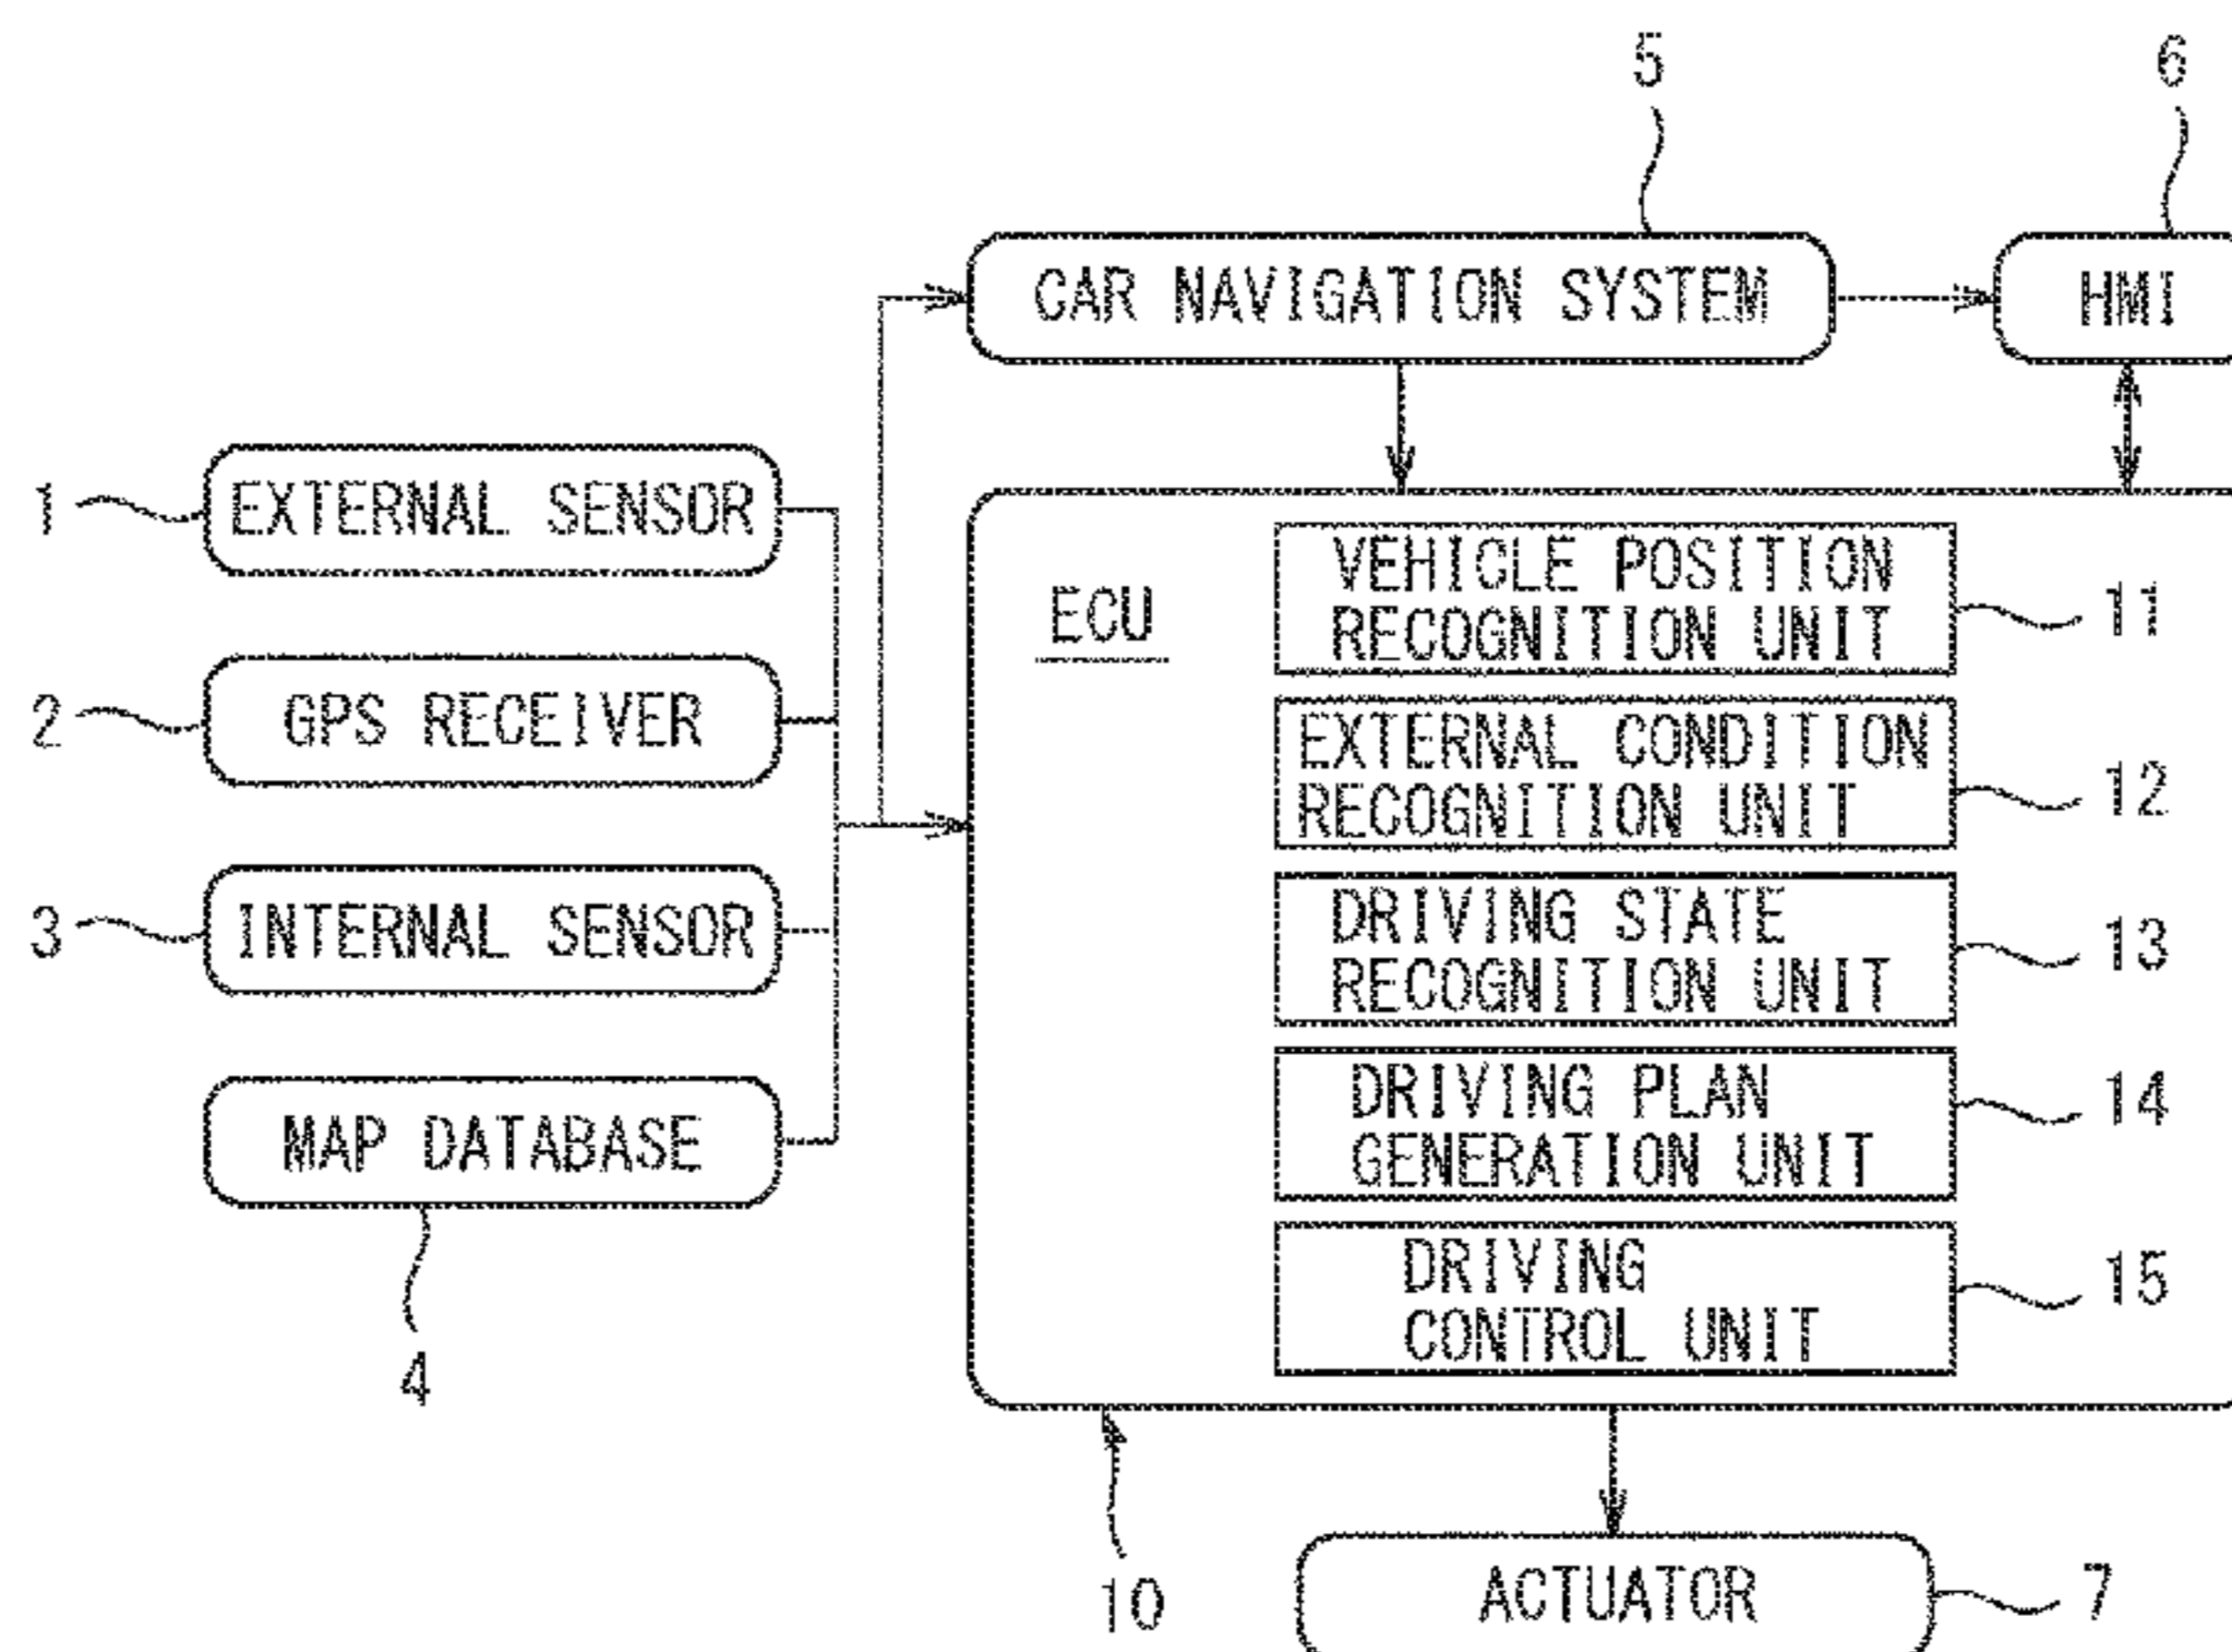 5
6
CAR NAVIGATION SYSTEM
HMI
1
EXTERNAL SENSOR
ECU
VEHICLE POSITION
RECOGNITION UNIT
11
2
GPS RECEIVER
EXTERNAL CONDITION
RECOGNITION UNIT
12
3
INTERNAL SENSOR
DRIVING STATE
RECOGNITION UNIT
13
MAP DATABASE
4
DRIVING PLAN
GENERATION UNIT
14
DRIVING
CONTROL UNIT
15
10
ACTUATOR
7